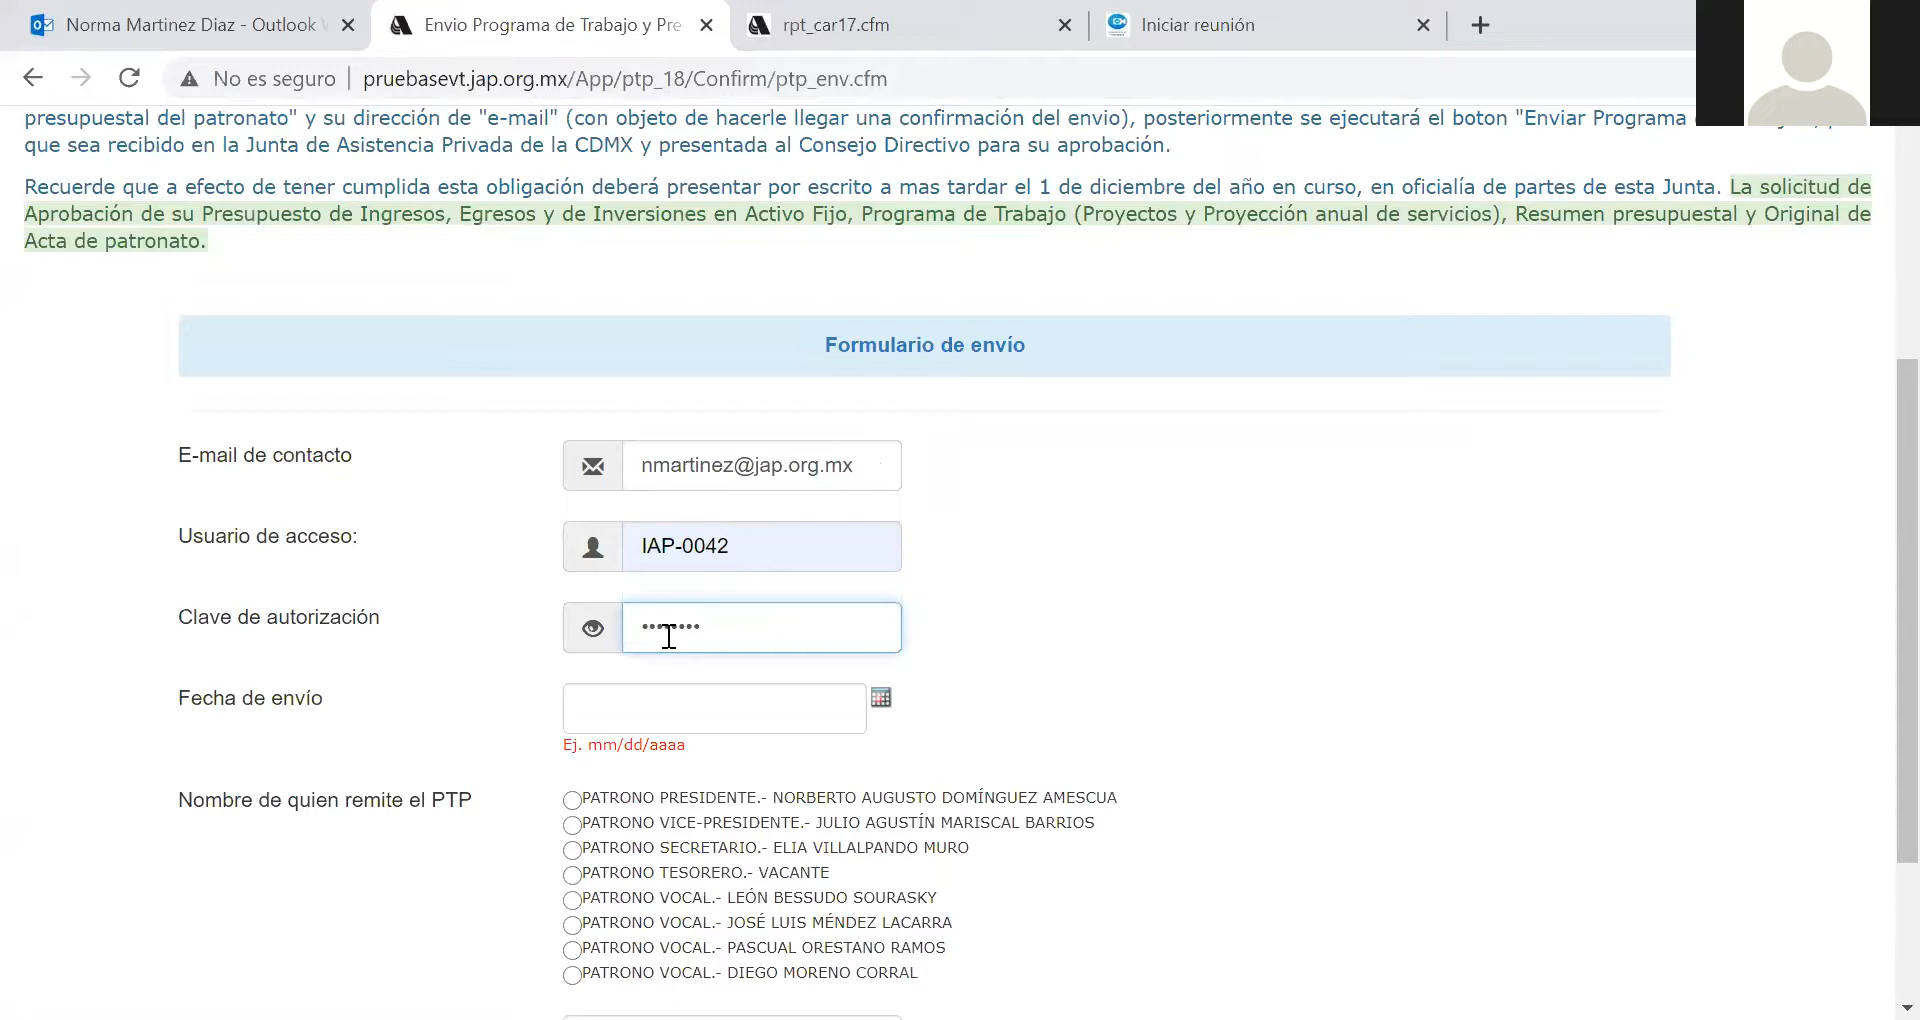 Norma Martinez Diaz - Outlook
Envio Programa de Trabajo y Pre
rpt_car17.cfm
Iniciar reunión
No es seguro | pruebasevt.jap.org.mx/App/ptp_18/Confirm/ptp_env.cfm
presupuestal del patronato" y su dirección de "e-mail" (con objeto de hacerle llegar una confirmación del envio), posteriormente se ejecutará el boton "Enviar Programa
que sea recibido en la Junta de Asistencia Privada de la CDMX y presentada al Consejo Directivo para su aprobación.
Recuerde que a efecto de tener cumplida esta obligación deberá presentar por escrito a mas tardar el 1 de diciembre del año en curso, en oficialía de partes de esta Junta. La solicitud de
Aprobación de su Presupuesto de Ingresos, Egresos y de Inversiones en Activo Fijo, Programa de Trabajo (Proyectos y Proyección anual de servicios), Resumen presupuestal y Original de
Acta de patronato.
Formulario de envío
E-mail de contacto
nmartinez@jap.org.mx
Usuario de acceso:
IAP-0042
Clave de autorización
••••••••
Fecha de envío
Ej. mm/dd/aaaa
Nombre de quien remite el PTP
PATRONO PRESIDENTE.- NORBERTO AUGUSTO DOMÍNGUEZ AMESCUA
PATRONO VICE-PRESIDENTE.- JULIO AGUSTÍN MARISCAL BARRIOS
PATRONO SECRETARIO.- ELIA VILLALPANDO MURO
PATRONO TESORERO.- VACANTE
PATRONO VOCAL.- LEÓN BESSUDO SOURASKY
PATRONO VOCAL.- JOSÉ LUIS MÉNDEZ LACARRA
PATRONO VOCAL.- PASCUAL ORESTANO RAMOS
PATRONO VOCAL.- DIEGO MORENO CORRAL